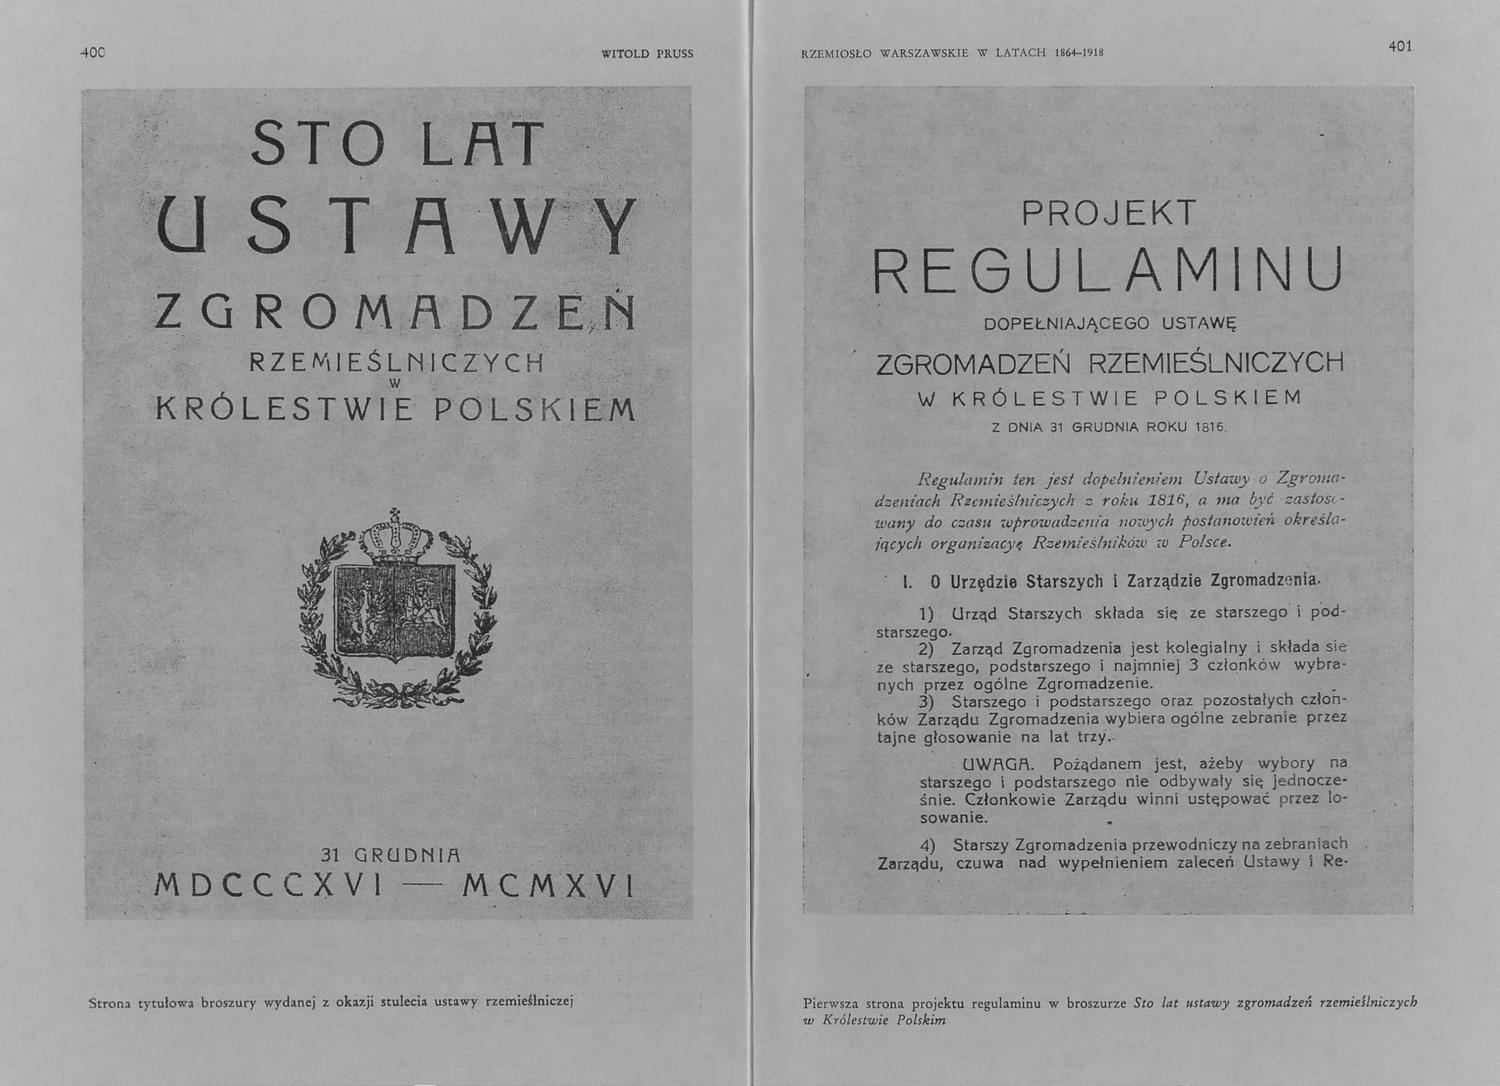 400
WITOLD PRUSS
STO LAT
USTAWY
ZGROMADZEŃ
RZEMIEŚLNICZYCH
W
KRÓLESTWIE POLSKIEM
31 GRUDNIA
MDCCCXVI — MCMXVI
Strona tytułowa broszury wydanej z okazji stulecia ustawy rzemieślniczej
RZEMIOSŁO WARSZAWSKIE W LATACH 1864–1918
401
PROJEKT
REGULAMINU
DOPEŁNIAJĄCEGO USTAWĘ
ZGROMADZEŃ RZEMIEŚLNICZYCH
W KRÓLESTWIE POLSKIEM
Z DNIA 31 GRUDNIA ROKU 1816.
Regulamin ten jest dopełnieniem Ustawy o Zgroma-
dzeniach Rzemieślniczych z roku 1816, a ma być zastoso-
wany do czasu wprowadzenia nowych postanowień określa-
jących organizacyę Rzemieślników w Polsce.
I. O Urzędzie Starszych i Zarządzie Zgromadzenia.
1) Urząd Starszych składa się ze starszego i pod-
starszego.
2) Zarząd Zgromadzenia jest kolegialny i składa sie
ze starszego, podstarszego i najmniej 3 członków wybra-
nych przez ogólne Zgromadzenie.
3) Starszego i podstarszego oraz pozostałych człon-
ków Zarządu Zgromadzenia wybiera ogólne zebranie przez
tajne głosowanie na lat trzy.
UWAGA. Pożądanem jest, ażeby wybory na
starszego i podstarszego nie odbywały się jednocze-
śnie. Członkowie Zarządu winni ustępować przez lo-
sowanie.
4) Starszy Zgromadzenia przewodniczy na zebraniach
Zarządu, czuwa nad wypełnieniem zaleceń Ustawy i Re-
Pierwsza strona projektu regulaminu w broszurze Sto lat ustawy zgromadzeń rzemieślniczych
w Królestwie Polskim